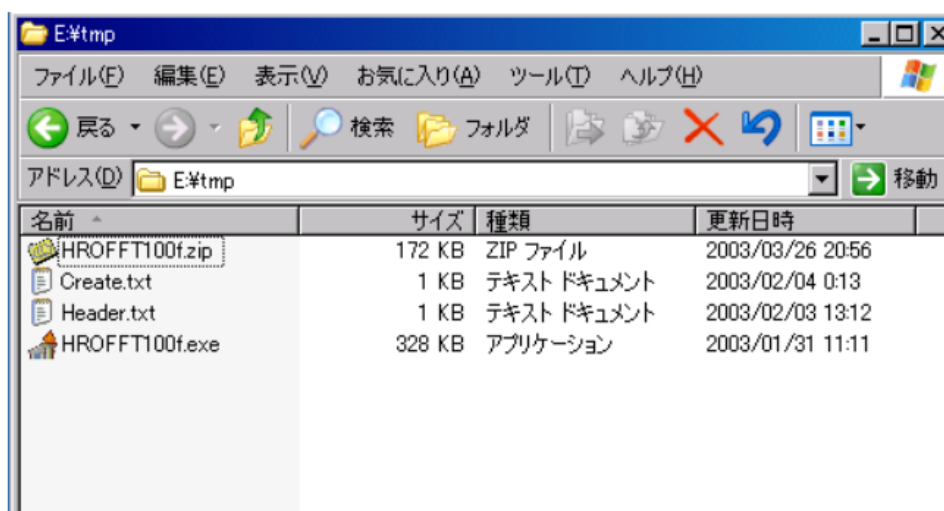 E:¥tmp
ファイル(F) 編集(E) 表示(V) お気に入り(A) ツール(T) ヘルプ(H)
戻る 検索 フォルダ
アドレス(D) E:¥tmp 移動
名前 サイズ 種類 更新日時
HROFFT100f.zip 172 KB ZIP ファイル 2003/03/26 20:56
Create.txt 1 KB テキスト ドキュメント 2003/02/04 0:13
Header.txt 1 KB テキスト ドキュメント 2003/02/03 13:12
HROFFT100f.exe 328 KB アプリケーション 2003/01/31 11:11